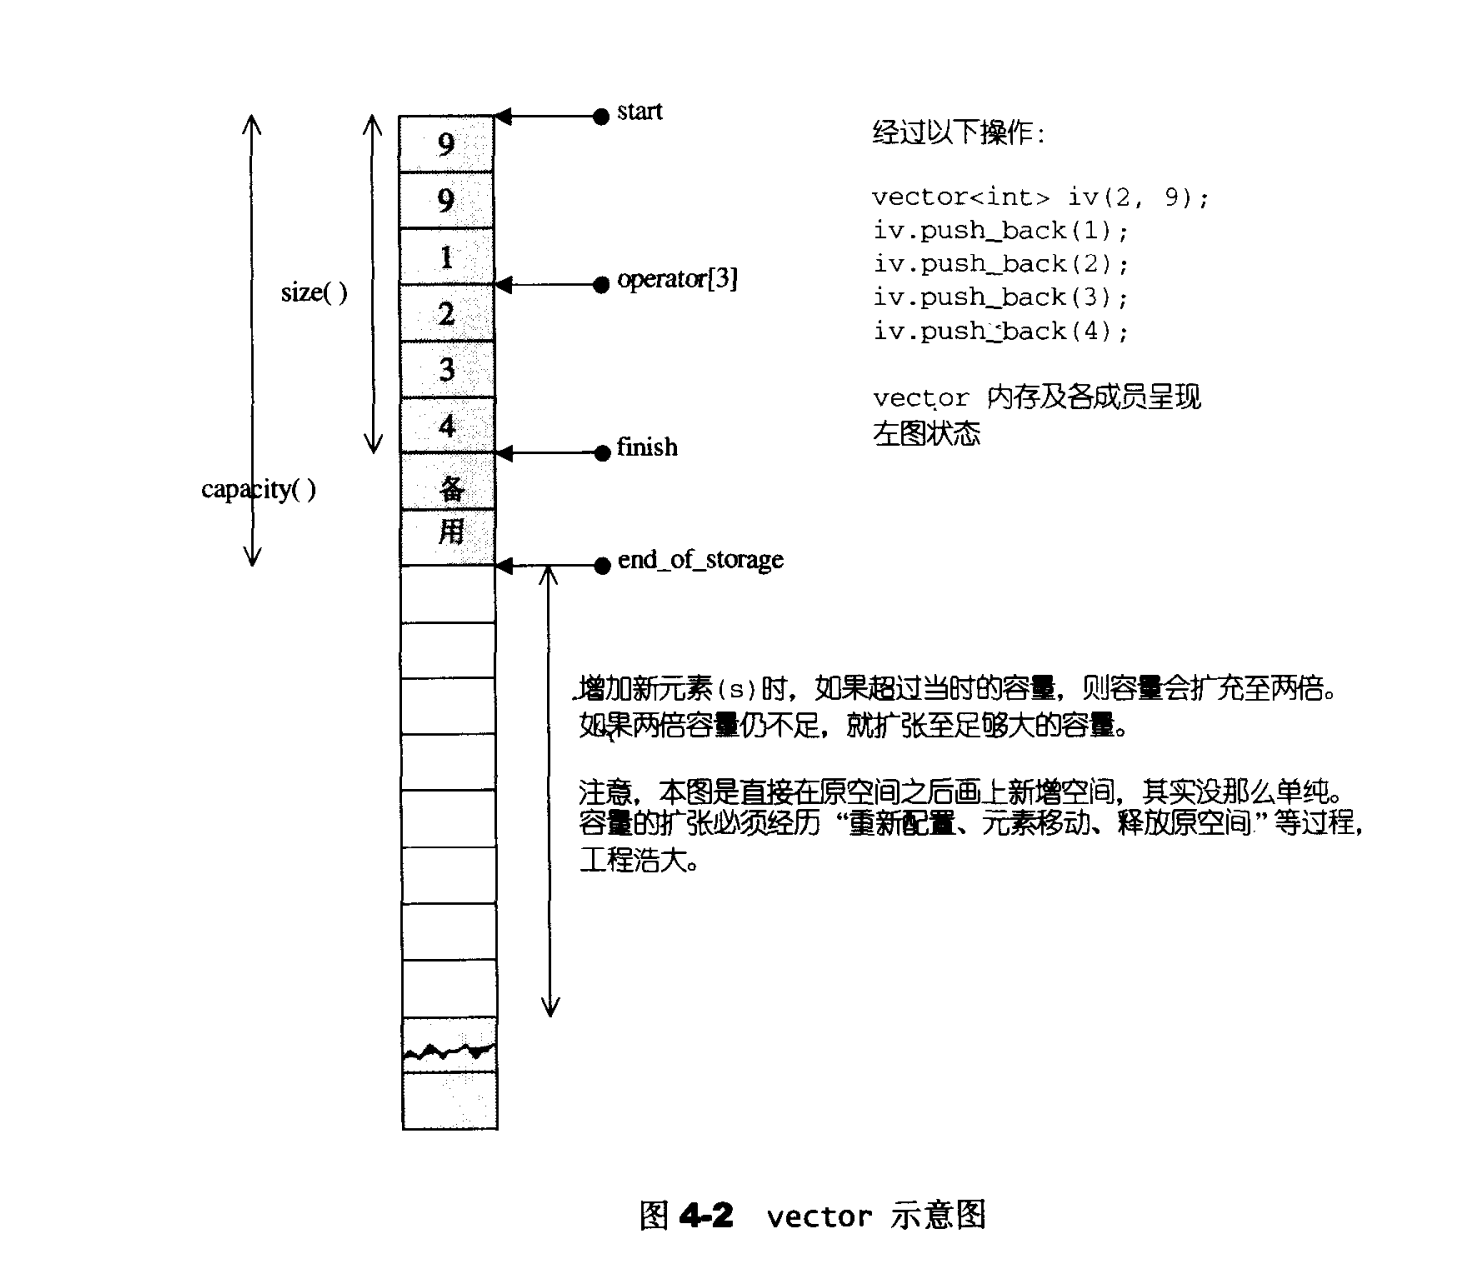 start
9
9
1
operator[3]
size( )
2
3
4
finish
capacity( )
备
用
end_of_storage
经过以下操作:
vector<int> iv(2, 9);
iv.push_back(1);
iv.push_back(2);
iv.push_back(3);
iv.push_back(4);
vector 内存及各成员呈现
左图状态
增加新元素(s)时，如果超过当时的容量，则容量会扩充至两倍。
如果两倍容量仍不足，就扩张至足够大的容量。
注意，本图是直接在原空间之后画上新增空间，其实没那么单纯。
容量的扩张必须经历“重新配置、元素移动、释放原空间”等过程，
工程浩大。
图 4-2 vector 示意图